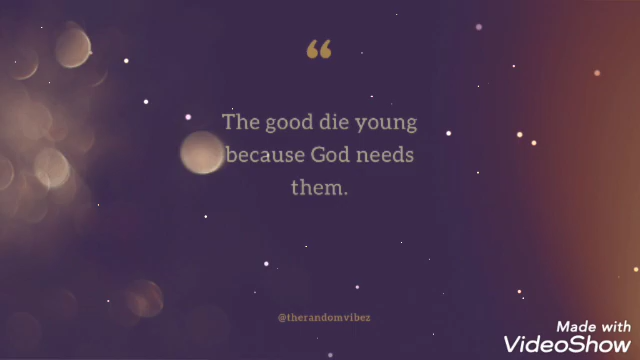 “
The good die young
because God needs
them.
@therandomvibez
Made with
VideoShow